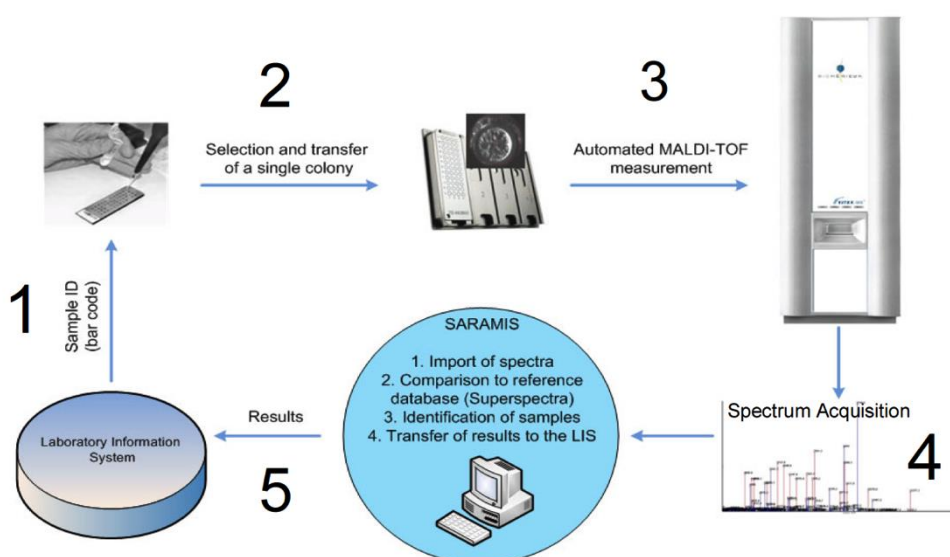 2
3
Selection and transfer
of a single colony
Automated MALDI-TOF
measurement
1
Sample ID
(bar code)
SARAMIS
1. Import of spectra
2. Comparison to reference
database (Superspectra)
3. Identification of samples
4. Transfer of results to the LIS
Spectrum Acquisition
4
Results
5
Laboratory Information
System